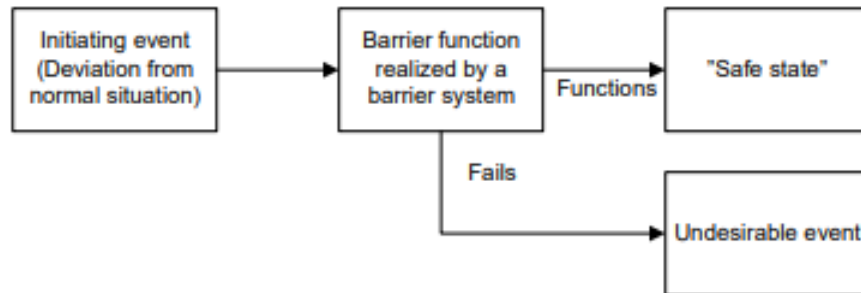 Initiating event
(Deviation from
normal situation)
Barrier function
realized by a
barrier system
Functions
"Safe state"
Fails
Undesirable event